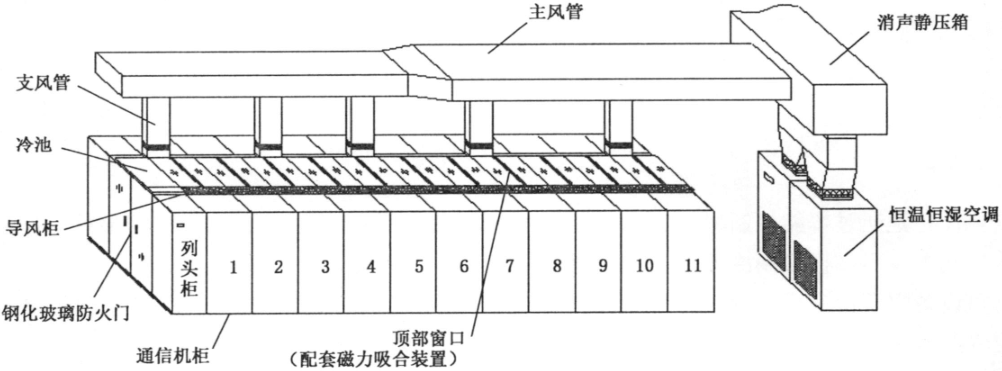 主风管
消声静压箱
支风管
冷池
导风柜
恒温恒湿空调
列头柜
1
2
3
4
5
6
7
8
9
10
11
钢化玻璃防火门
顶部窗口
(配套磁力吸合装置)
通信机柜